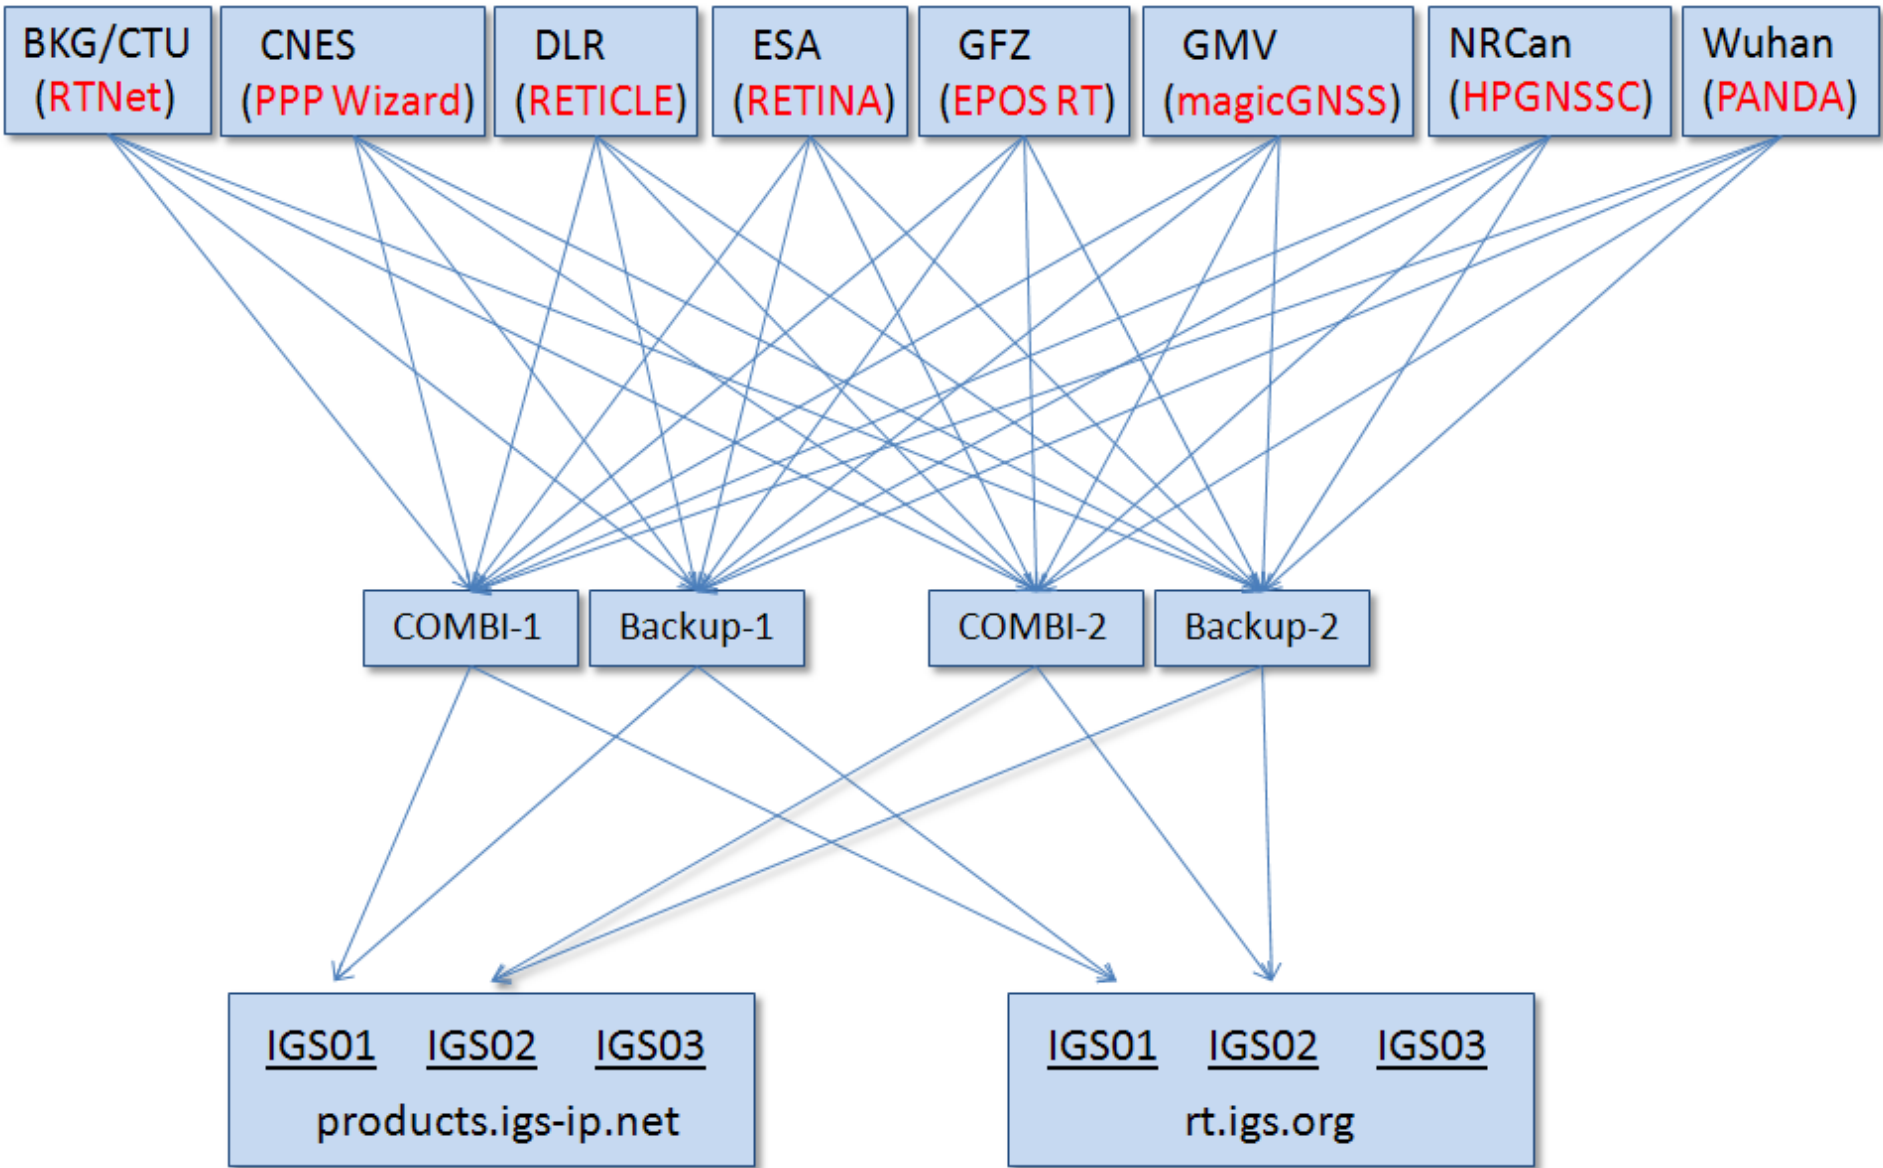 BKG/CTU
(RTNet)
CNES
(PPP Wizard)
DLR
(RETICLE)
ESA
(RETINA)
GFZ
(EPOS RT)
GMV
(magicGNSS)
NRCan
(HPGNSSC)
Wuhan
(PANDA)
COMBI-1
Backup-1
COMBI-2
Backup-2
IGS01 IGS02 IGS03
products.igs-ip.net
IGS01 IGS02 IGS03
rt.igs.org